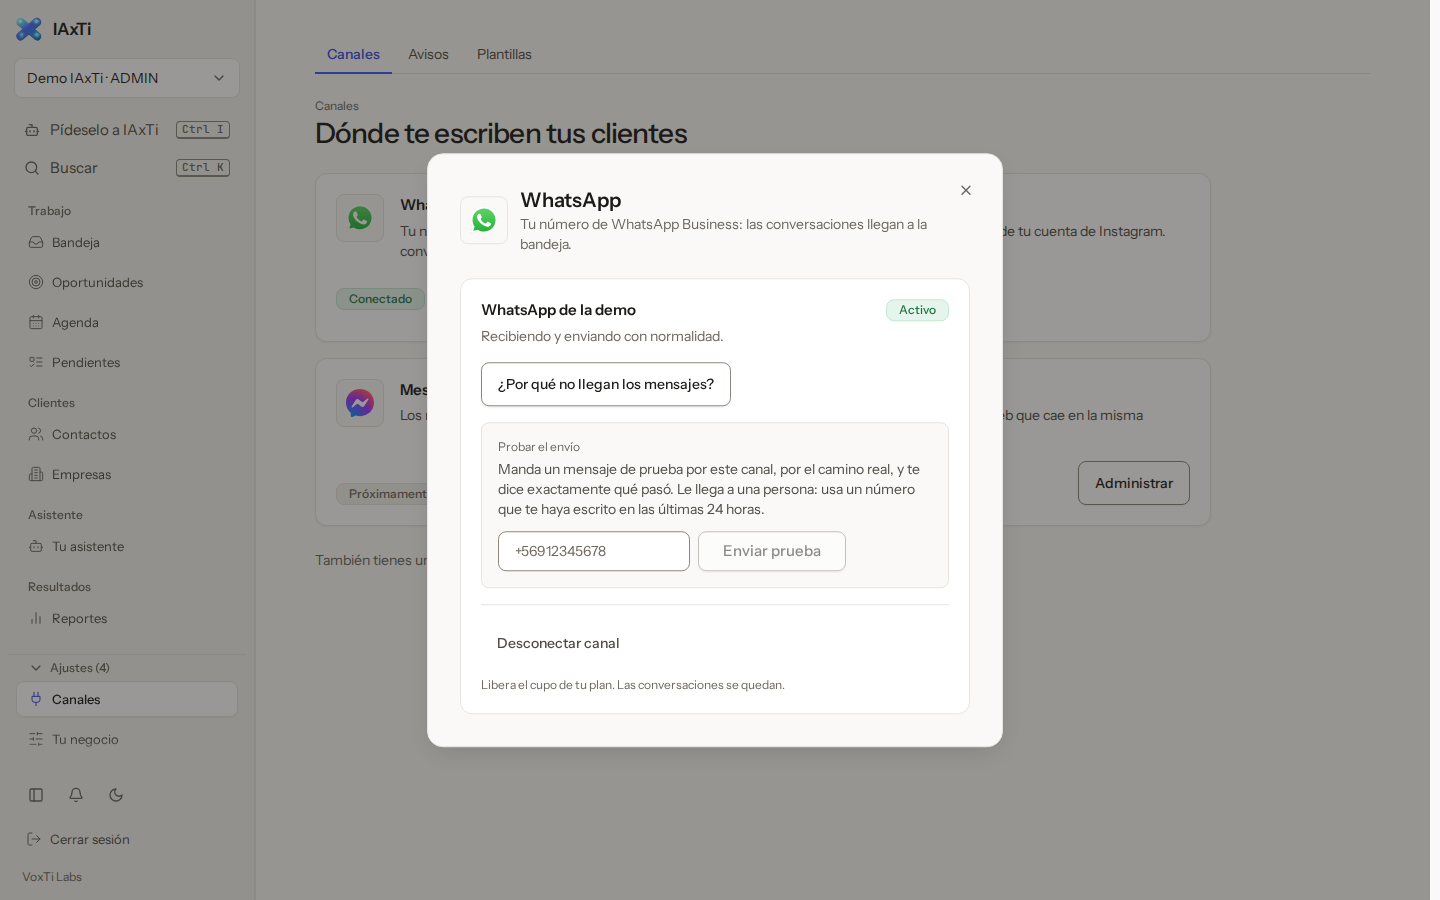 IAxTi
Demo IAxTi · ADMIN
Pídeselo a IAxTi
Ctrl I
Buscar
Ctrl K
Trabajo
Bandeja
Oportunidades
Agenda
Pendientes
Clientes
Contactos
Empresas
Asistente
Tu asistente
Resultados
Reportes
Ajustes (4)
Canales
Tu negocio
Cerrar sesión
VoxTi Labs
Canales
Avisos
Plantillas
Canales
Dónde te escriben tus clientes
Conectado
de tu cuenta de Instagram.
Los
que cae en la misma
Administrar
También tienes
WhatsApp
Tu número de WhatsApp Business: las conversaciones llegan a la
bandeja.
WhatsApp de la demo
Activo
Recibiendo y enviando con normalidad.
¿Por qué no llegan los mensajes?
Probar el envío
Manda un mensaje de prueba por este canal, por el camino real, y te
dice exactamente qué pasó. Le llega a una persona: usa un número
que te haya escrito en las últimas 24 horas.
+56912345678
Enviar prueba
Desconectar canal
Libera el cupo de tu plan. Las conversaciones se quedan.